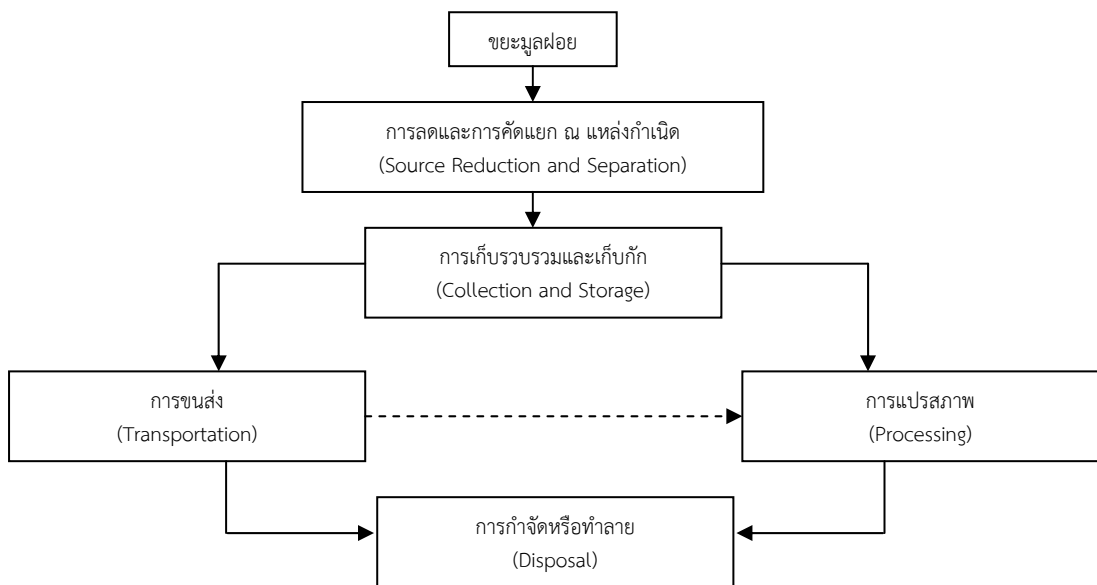 ขยะมูลฝอย
การลดและการคัดแยก ณ แหล่งกำเนิด
(Source Reduction and Separation)
การเก็บรวบรวมและเก็บกัก
(Collection and Storage)
การขนส่ง
(Transportation)
การแปรสภาพ
(Processing)
การกำจัดหรือทำลาย
(Disposal)